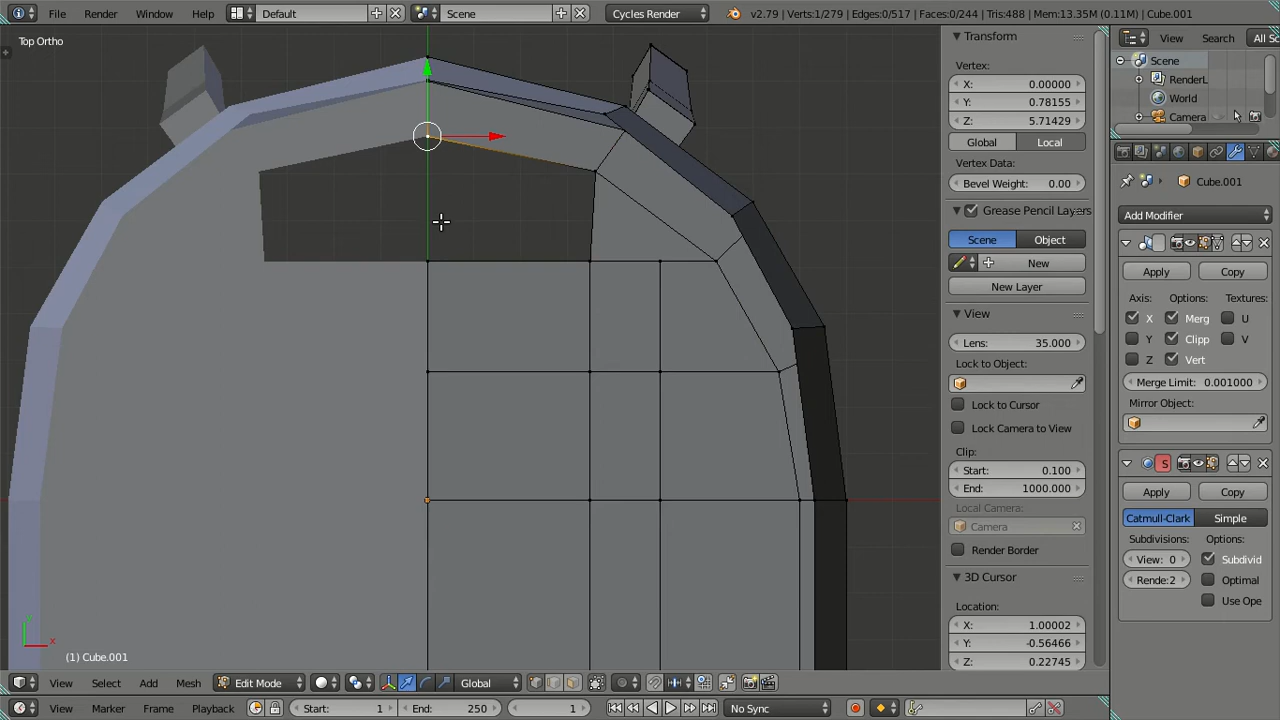 File Render Window Help Default Scene Cycles Render v2.79 | Verts:1/279 | Edges:0/517 | Faces:0/244 | Tris:488 | Mem:13.35M (0.11M) | Cube.001
Top Ortho
(1) Cube.001
View Select Add Mesh Edit Mode Global
View Marker Frame Playback Start: 1 End: 250 1 No Sync
Transform
Vertex:
X: 0.00000
Y: 0.78155
Z: 5.71429
Global Local
Vertex Data:
Bevel Weight: 0.00
Grease Pencil Layers
Scene Object
New
New Layer
View
Lens: 35.000
Lock to Object:
Lock to Cursor
Lock Camera to View
Clip:
Start: 0.100
End: 1000.000
Local Camera:
Camera
Render Border
3D Cursor
Location:
X: 1.00002
Y: -0.56466
Z: 0.22745
View Search All Sc
Scene
RenderL
World
Camera
Cube.001
Add Modifier
Apply Copy
Axis: Options: Textures:
X Merg U
Y Clipp V
Z Vert
Merge Limit: 0.001000
Mirror Object:
S
Apply Copy
Catmull-Clark Simple
Subdivisions: Options:
View: 0 Subdivid
Rende:2 Optimal
Use Ope